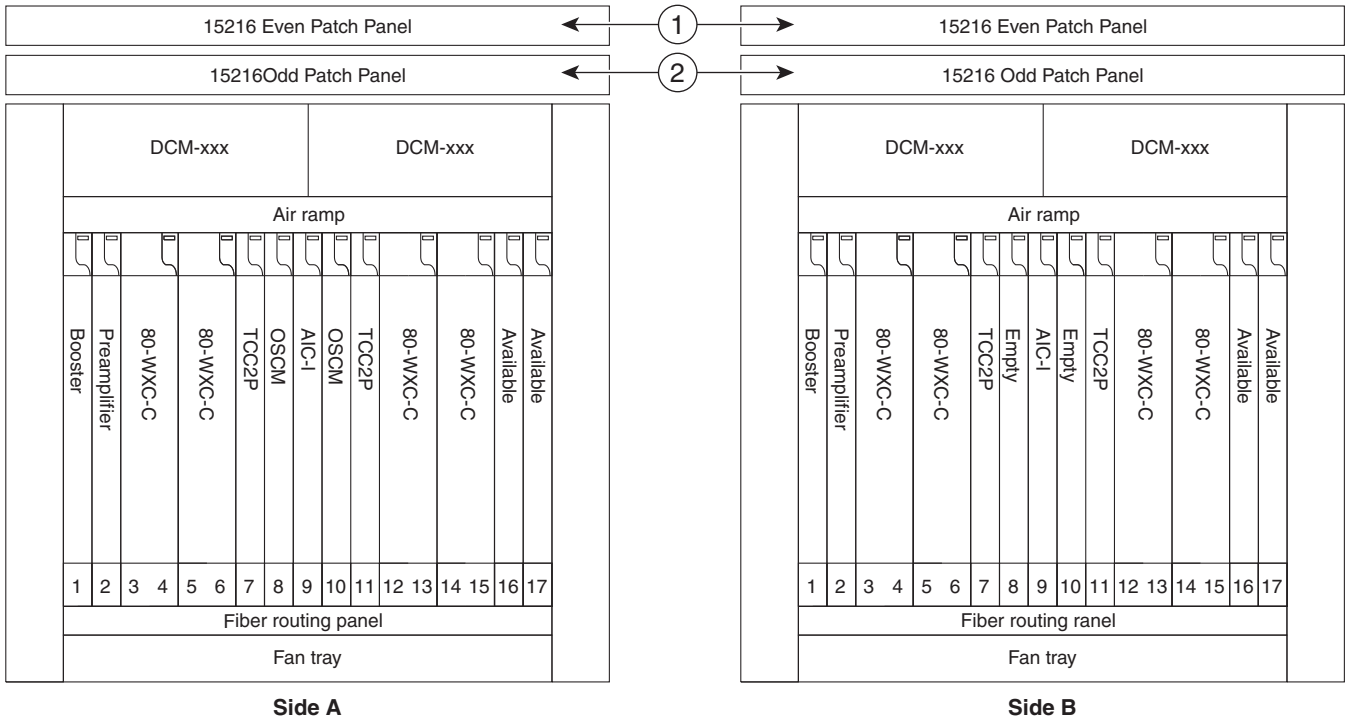 15216 Even Patch Panel
1
15216 Even Patch Panel
15216Odd Patch Panel
2
15216 Odd Patch Panel
DCM-xxx
DCM-xxx
Air ramp
Booster
Preamplifier
80-WXC-C
80-WXC-C
TCC2P
OSCM
AIC-I
OSCM
TCC2P
80-WXC-C
80-WXC-C
Available
Available
1 2 3 4 5 6 7 8 9 10 11 12 13 14 15 16 17
Fiber routing panel
Fan tray
Side A
DCM-xxx
DCM-xxx
Air ramp
Booster
Preamplifier
80-WXC-C
80-WXC-C
TCC2P
Empty
AIC-I
Empty
TCC2P
80-WXC-C
80-WXC-C
Available
Available
1 2 3 4 5 6 7 8 9 10 11 12 13 14 15 16 17
Fiber routing ranel
Fan tray
Side B